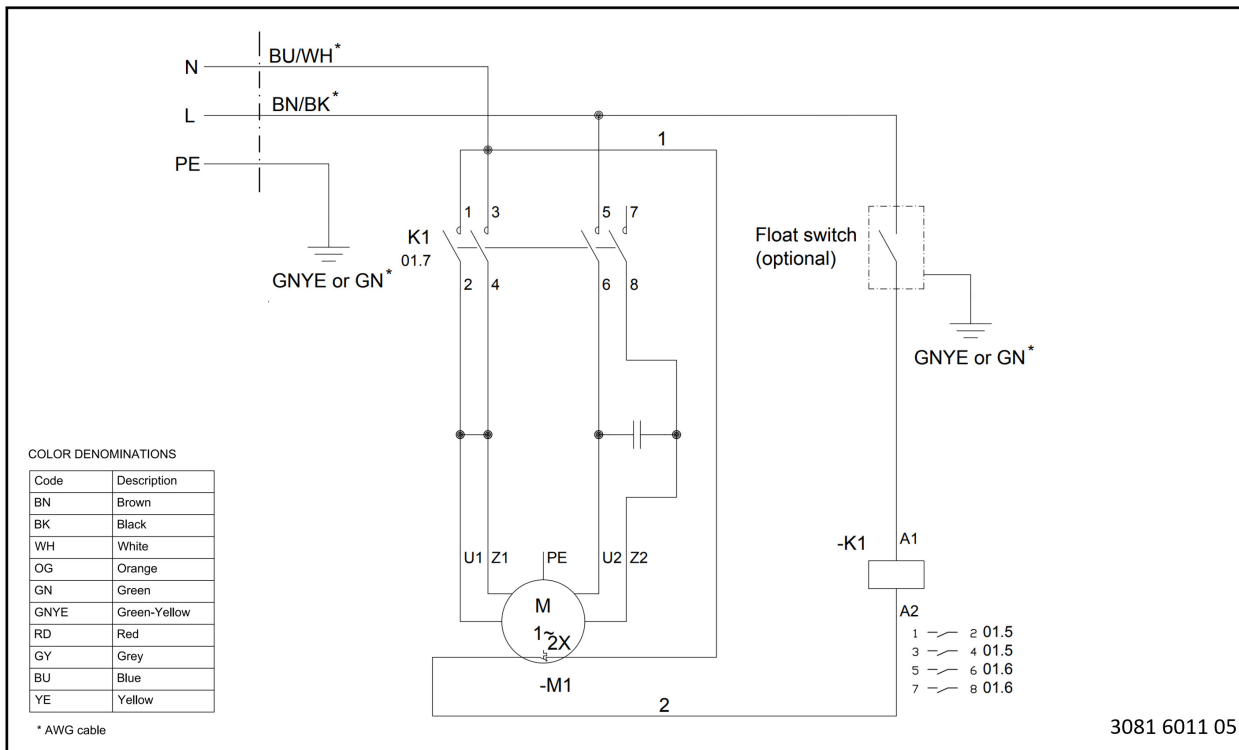 N
BU/WH*
L
BN/BK*
PE
GNYE or GN*
1
1 3 5 7
K1
01.7
2 4 6 8
Float switch
(optional)
GNYE or GN*
COLOR DENOMINATIONS
Code Description
BN Brown
BK Black
WH White
OG Orange
GN Green
GNYE Green-Yellow
RD Red
GY Grey
BU Blue
YE Yellow
* AWG cable
U1 Z1 PE U2 Z2
M
1~
2X
-M1
2
-K1
A1
A2
1 2 01.5
3 4 01.5
5 6 01.6
7 8 01.6
3081 6011 05